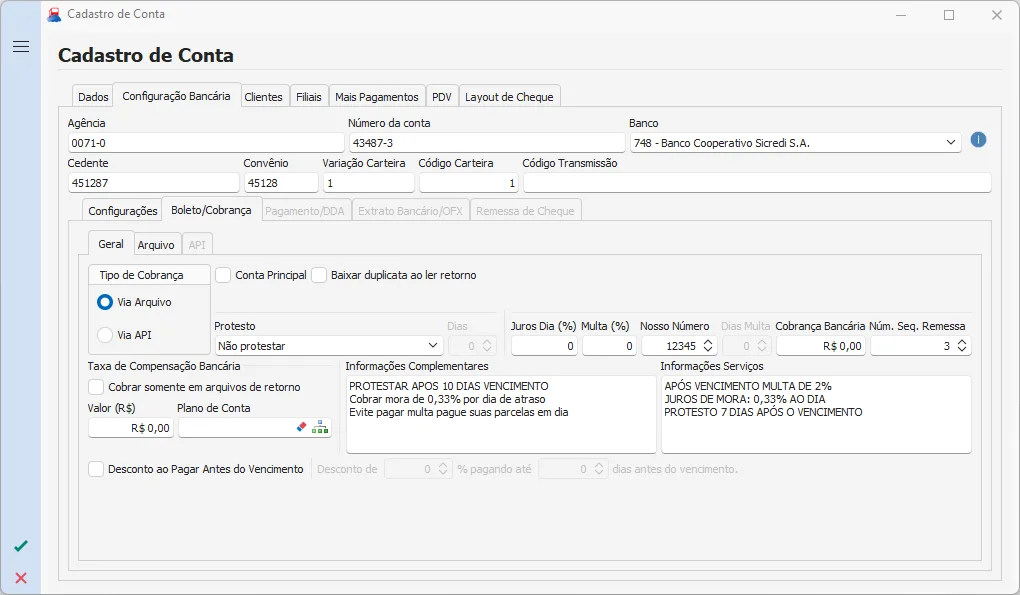 Cadastro de Conta
Cadastro de Conta
Dados Configuração Bancária Clientes Filiais Mais Pagamentos PDV Layout de Cheque
Agência Número da conta Banco
0071-0 43487-3 748 - Banco Cooperativo Sicredi S.A.
Cedente Convênio Variação Carteira Código Carteira Código Transmissão
451287 45128 1 1
Configurações Boleto/Cobrança Pagamento/DDA Extrato Bancário/OFX Remessa de Cheque
Geral Arquivo API
Tipo de Cobrança Conta Principal Baixar duplicata ao ler retorno
Via Arquivo
Via API
Protesto Dias Juros Dia (%) Multa (%) Nosso Número Dias Multa Cobrança Bancária Núm. Seq. Remessa
Não protestar 0 0 0 12345 0 R$ 0,00 3
Taxa de Compensação Bancária Informações Complementares Informações Serviços
Cobrar somente em arquivos de retorno
Valor (R$) Plano de Conta
R$ 0,00
PROTESTAR APOS 10 DIAS VENCIMENTO
Cobrar mora de 0,33% por dia de atraso
Evite pagar multa pague suas parcelas em dia
APÓS VENCIMENTO MULTA DE 2%
JUROS DE MORA: 0,33% AO DIA
PROTESTO 7 DIAS APÓS O VENCIMENTO
Desconto ao Pagar Antes do Vencimento Desconto de 0 % pagando até 0 dias antes do vencimento.